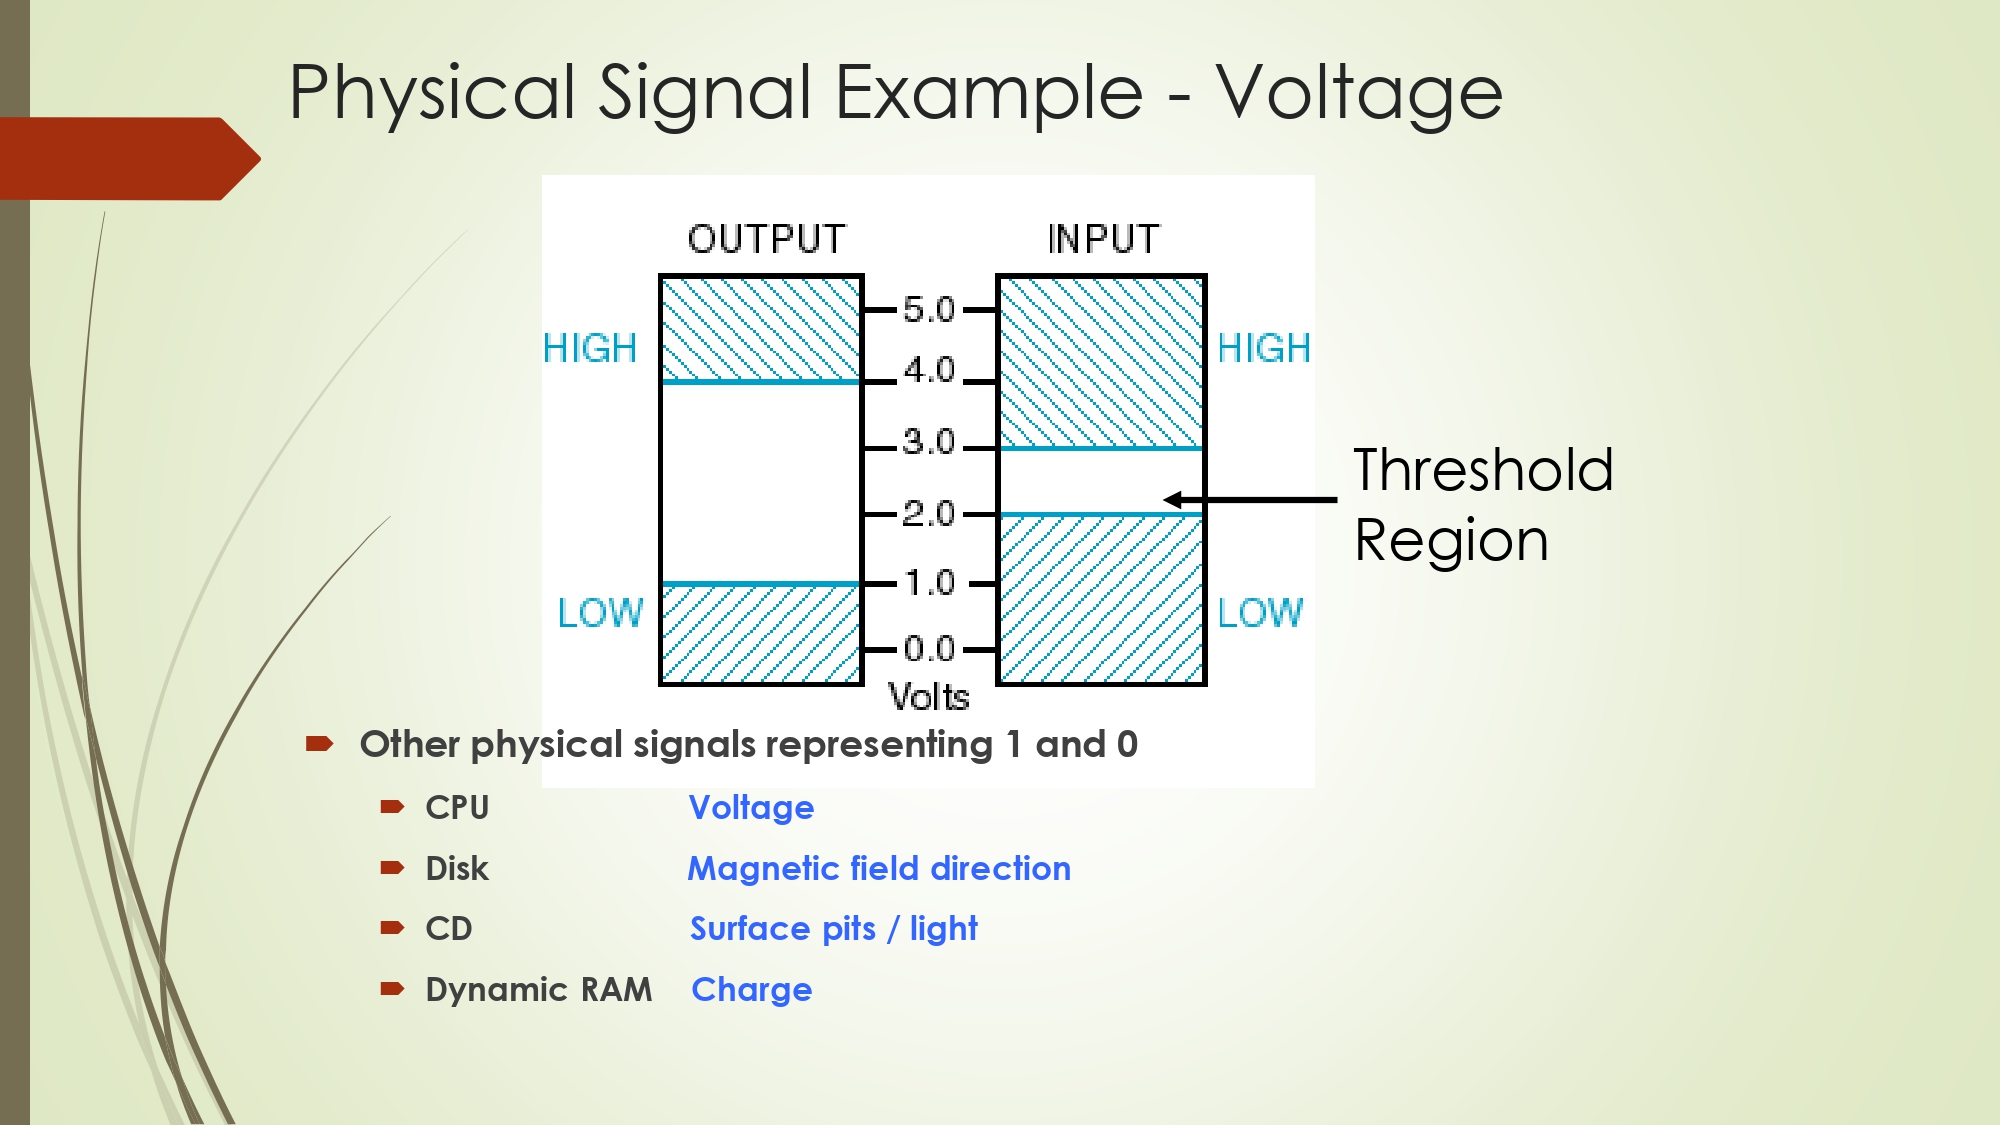 Physical Signal Example - Voltage
OUTPUT
INPUT
HIGH
5.0
4.0
3.0
2.0
1.0
0.0
Volts
HIGH
LOW
LOW
Threshold
Region
Other physical signals representing 1 and 0
CPU Voltage
Disk Magnetic field direction
CD Surface pits / light
Dynamic RAM Charge